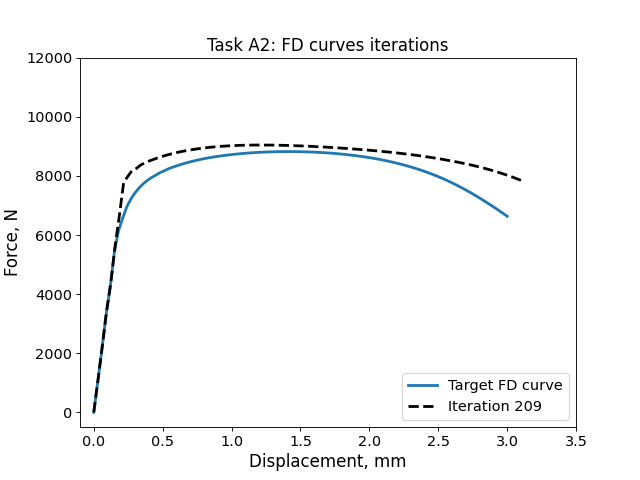 Task A2: FD curves iterations
12000
10000
8000
6000
4000
2000
0
Force, N
0.0 0.5 1.0 1.5 2.0 2.5 3.0 3.5
Displacement, mm
Target FD curve
Iteration 209